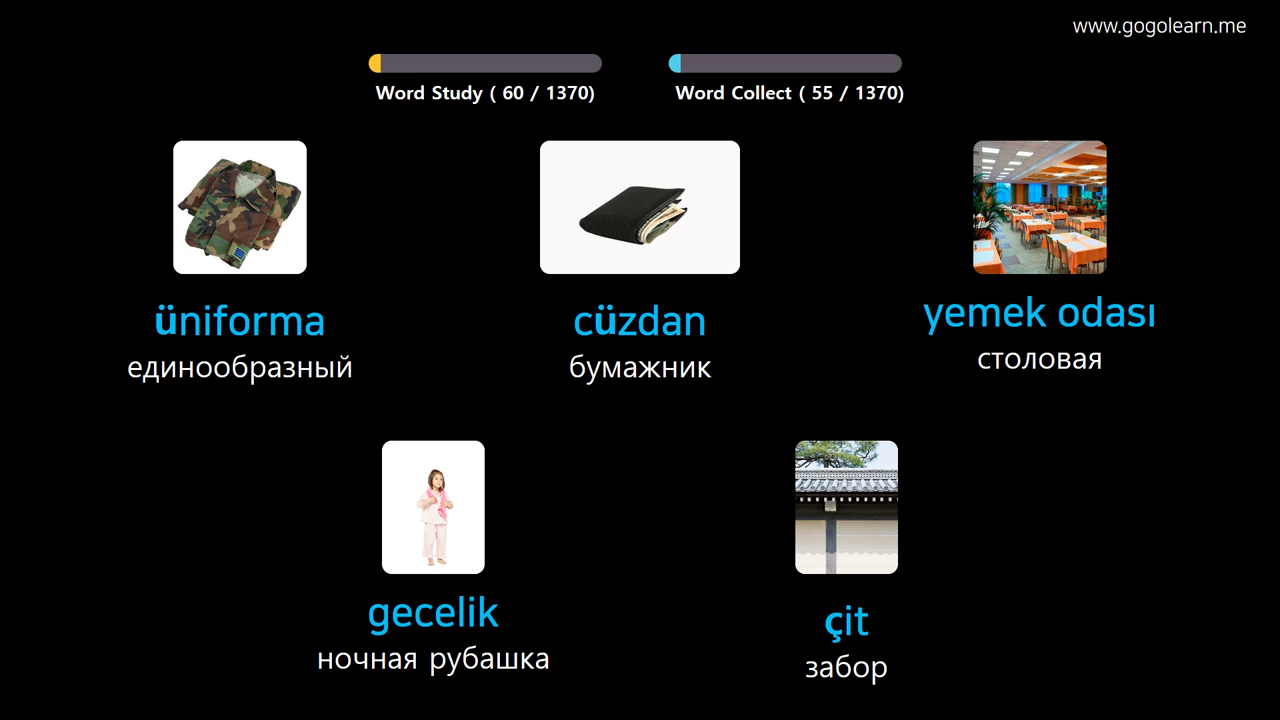 www.gogolearn.me
Word Study ( 60 / 1370)
Word Collect ( 55 / 1370)
üniforma
единообразный
cüzdan
бумажник
yemek odası
столовая
gecelik
ночная рубашка
çit
забор